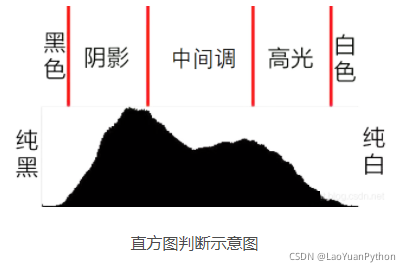 黑色
阴影
中间调
高光
白色
纯黑
纯白
直方图判断示意图
CSDN @LaoYuanPython